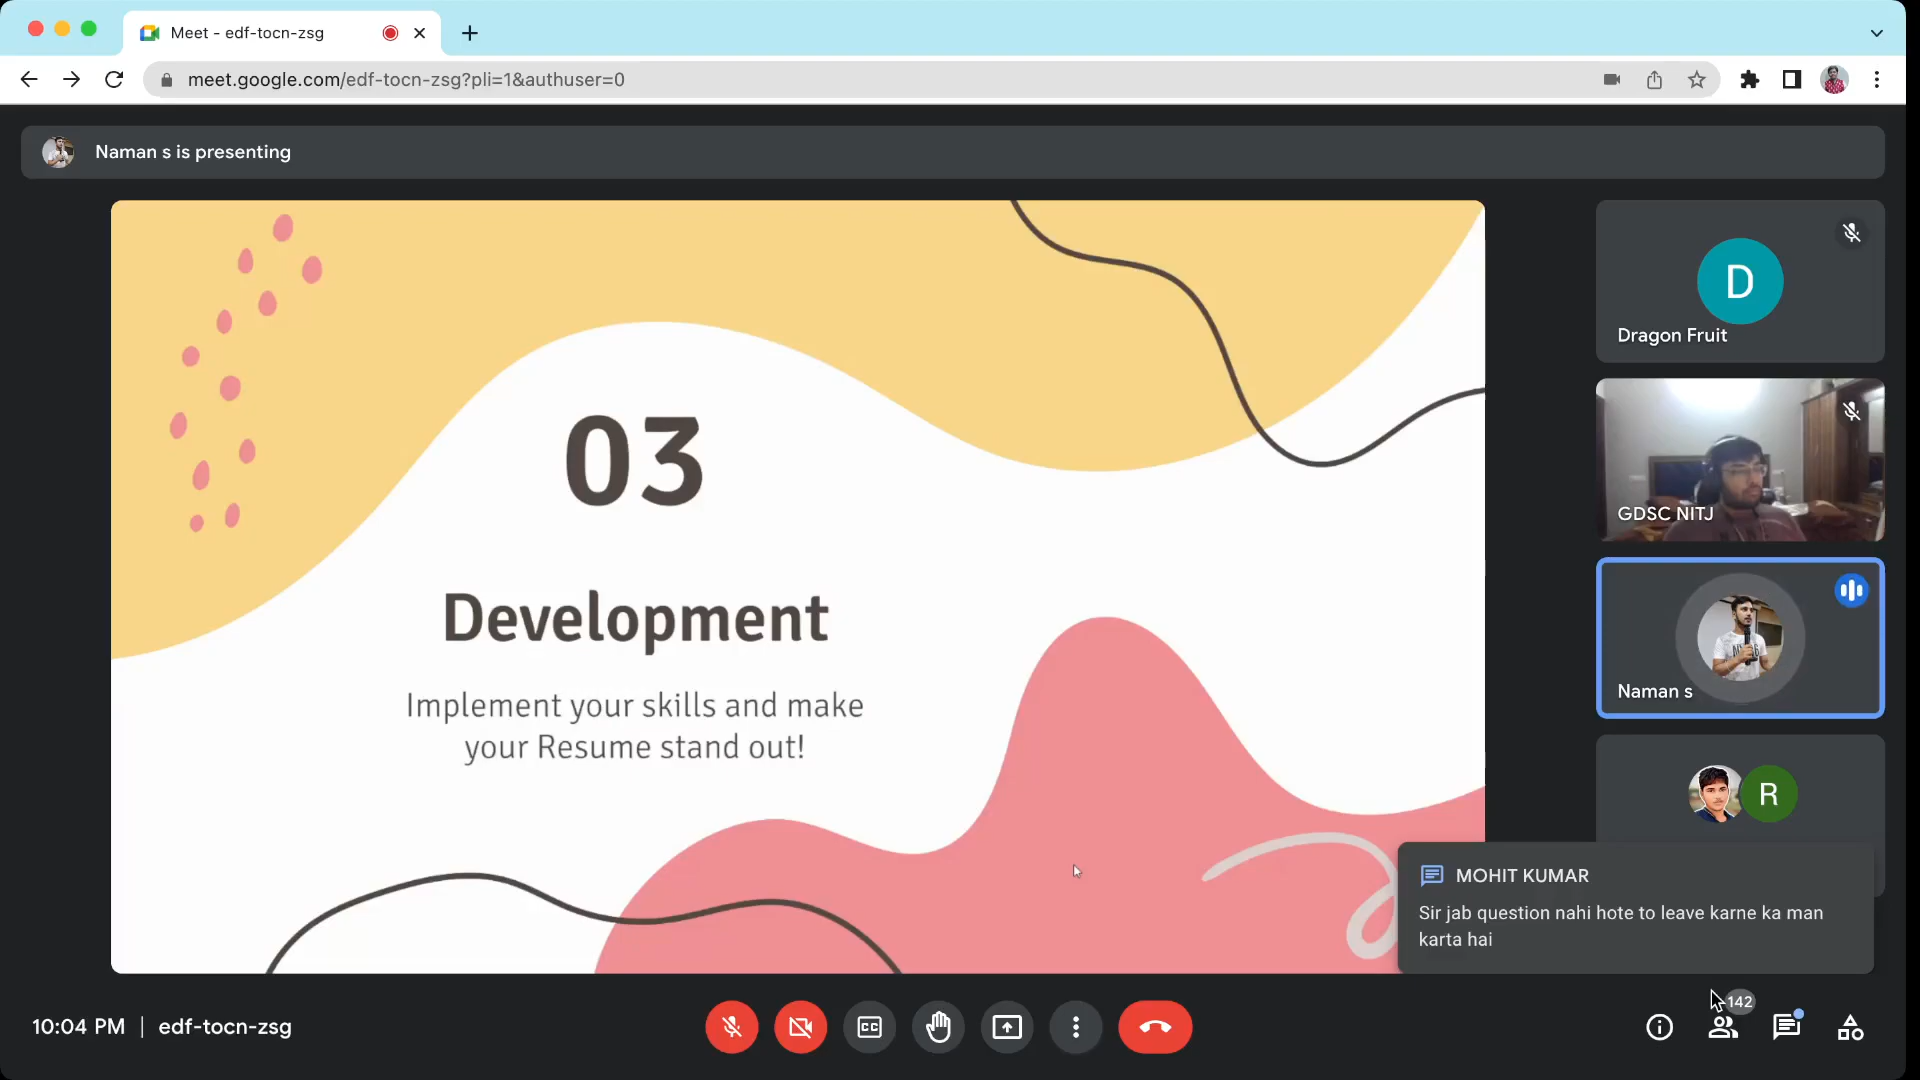 Meet - edf-tocn-zsg
meet.google.com/edf-tocn-zsg?pli=1&authuser=0
Naman s is presenting
03
Development
Implement your skills and make
your Resume stand out!
D
Dragon Fruit
GDSC NITJ
Naman s
R
MOHIT KUMAR
Sir jab question nahi hote to leave karne ka man
karta hai
10:04 PM | edf-tocn-zsg
CC
142